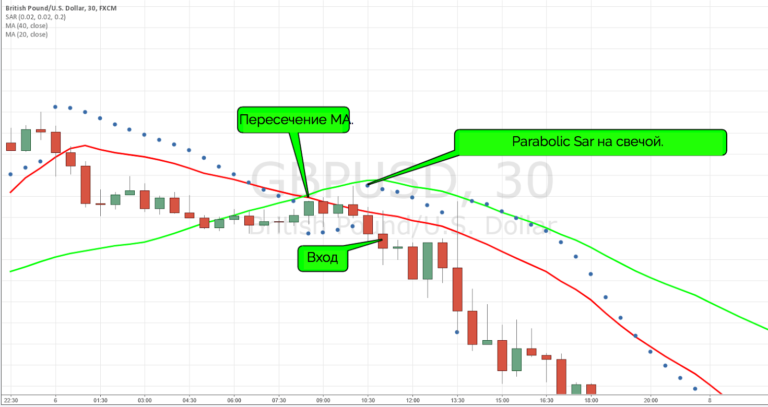 British Pound/U.S. Dollar, 30, FXCM
SAR (0.02, 0.02, 0.2)
MA (40, close)
MA (20, close)
Пересечение MA.
Parabolic Sar на свечой.
GBPUSD, 30
British Pound/U.S. Dollar
Вход
22:30 6 01:30 03:00 04:30 06:00 07:30 09:00 10:30 12:00 13:30 15:00 16:30 18:00 20:00 8